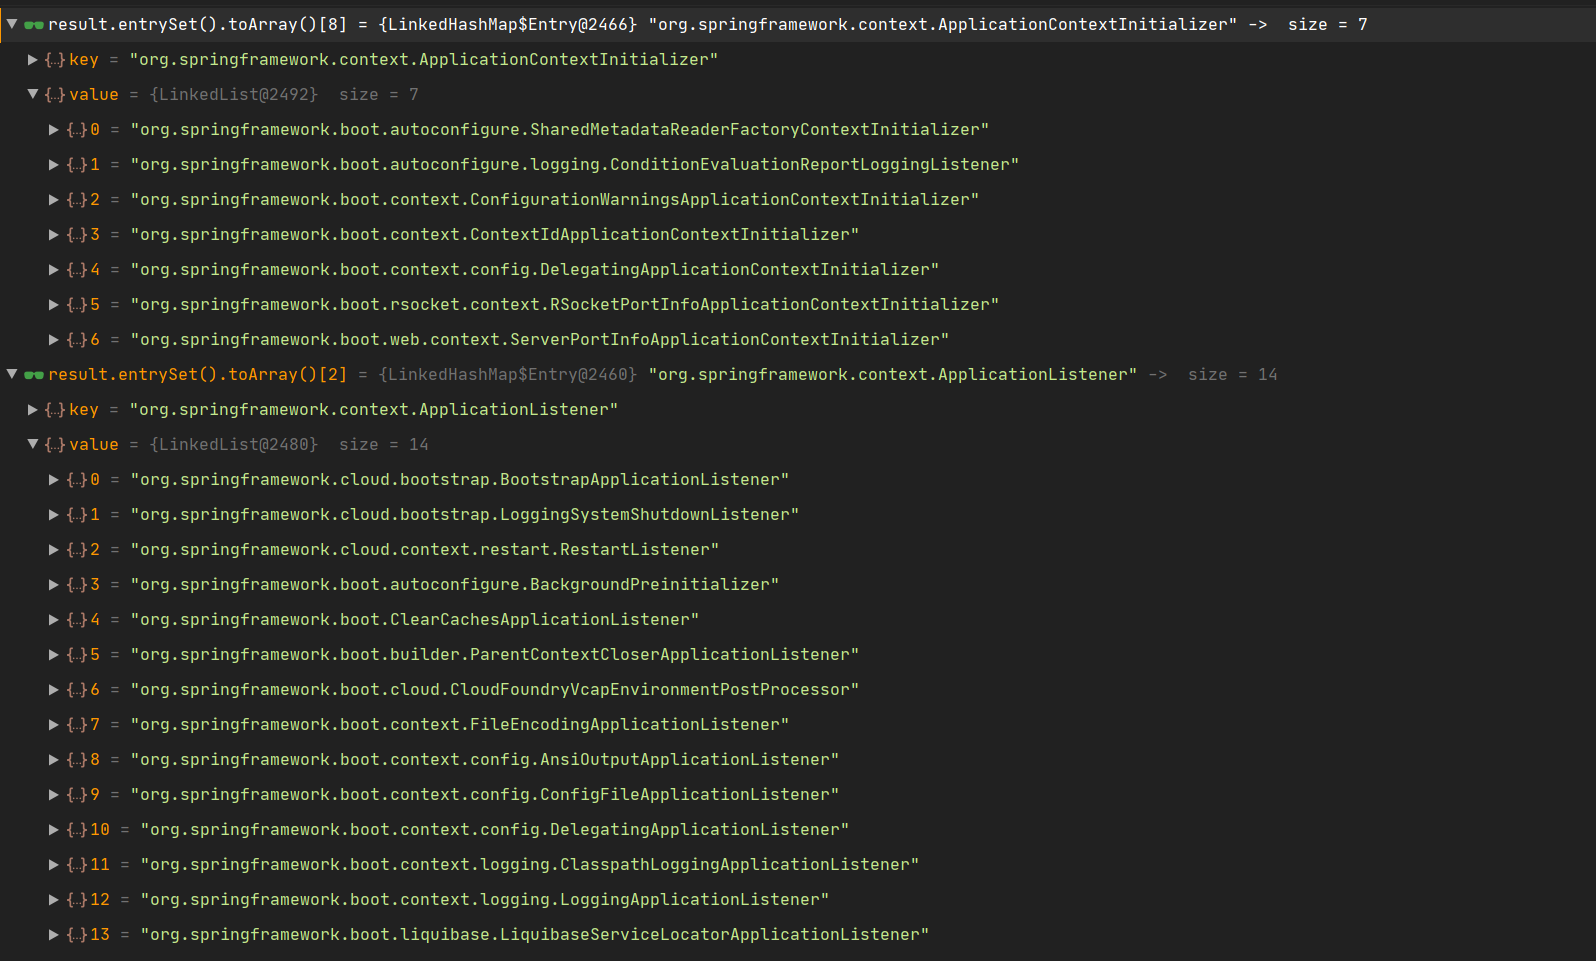 result.entrySet().toArray()[8] = {LinkedHashMap$Entry@2466} "org.springframework.context.ApplicationContextInitializer" -> size = 7
{...} key = "org.springframework.context.ApplicationContextInitializer"
{...} value = {LinkedList@2492} size = 7
{...} 0 = "org.springframework.boot.autoconfigure.SharedMetadataReaderFactoryContextInitializer"
{...} 1 = "org.springframework.boot.autoconfigure.logging.ConditionEvaluationReportLoggingListener"
{...} 2 = "org.springframework.boot.context.ConfigurationWarningsApplicationContextInitializer"
{...} 3 = "org.springframework.boot.context.ContextIdApplicationContextInitializer"
{...} 4 = "org.springframework.boot.context.config.DelegatingApplicationContextInitializer"
{...} 5 = "org.springframework.boot.rsocket.context.RSocketPortInfoApplicationContextInitializer"
{...} 6 = "org.springframework.boot.web.context.ServerPortInfoApplicationContextInitializer"
result.entrySet().toArray()[2] = {LinkedHashMap$Entry@2460} "org.springframework.context.ApplicationListener" -> size = 14
{...} key = "org.springframework.context.ApplicationListener"
{...} value = {LinkedList@2480} size = 14
{...} 0 = "org.springframework.cloud.bootstrap.BootstrapApplicationListener"
{...} 1 = "org.springframework.cloud.bootstrap.LoggingSystemShutdownListener"
{...} 2 = "org.springframework.cloud.context.restart.RestartListener"
{...} 3 = "org.springframework.boot.autoconfigure.BackgroundPreinitializer"
{...} 4 = "org.springframework.boot.ClearCachesApplicationListener"
{...} 5 = "org.springframework.boot.builder.ParentContextCloserApplicationListener"
{...} 6 = "org.springframework.boot.cloud.CloudFoundryVcapEnvironmentPostProcessor"
{...} 7 = "org.springframework.boot.context.FileEncodingApplicationListener"
{...} 8 = "org.springframework.boot.context.config.AnsiOutputApplicationListener"
{...} 9 = "org.springframework.boot.context.config.ConfigFileApplicationListener"
{...} 10 = "org.springframework.boot.context.config.DelegatingApplicationListener"
{...} 11 = "org.springframework.boot.context.logging.ClasspathLoggingApplicationListener"
{...} 12 = "org.springframework.boot.context.logging.LoggingApplicationListener"
{...} 13 = "org.springframework.boot.liquibase.LiquibaseServiceLocatorApplicationListener"